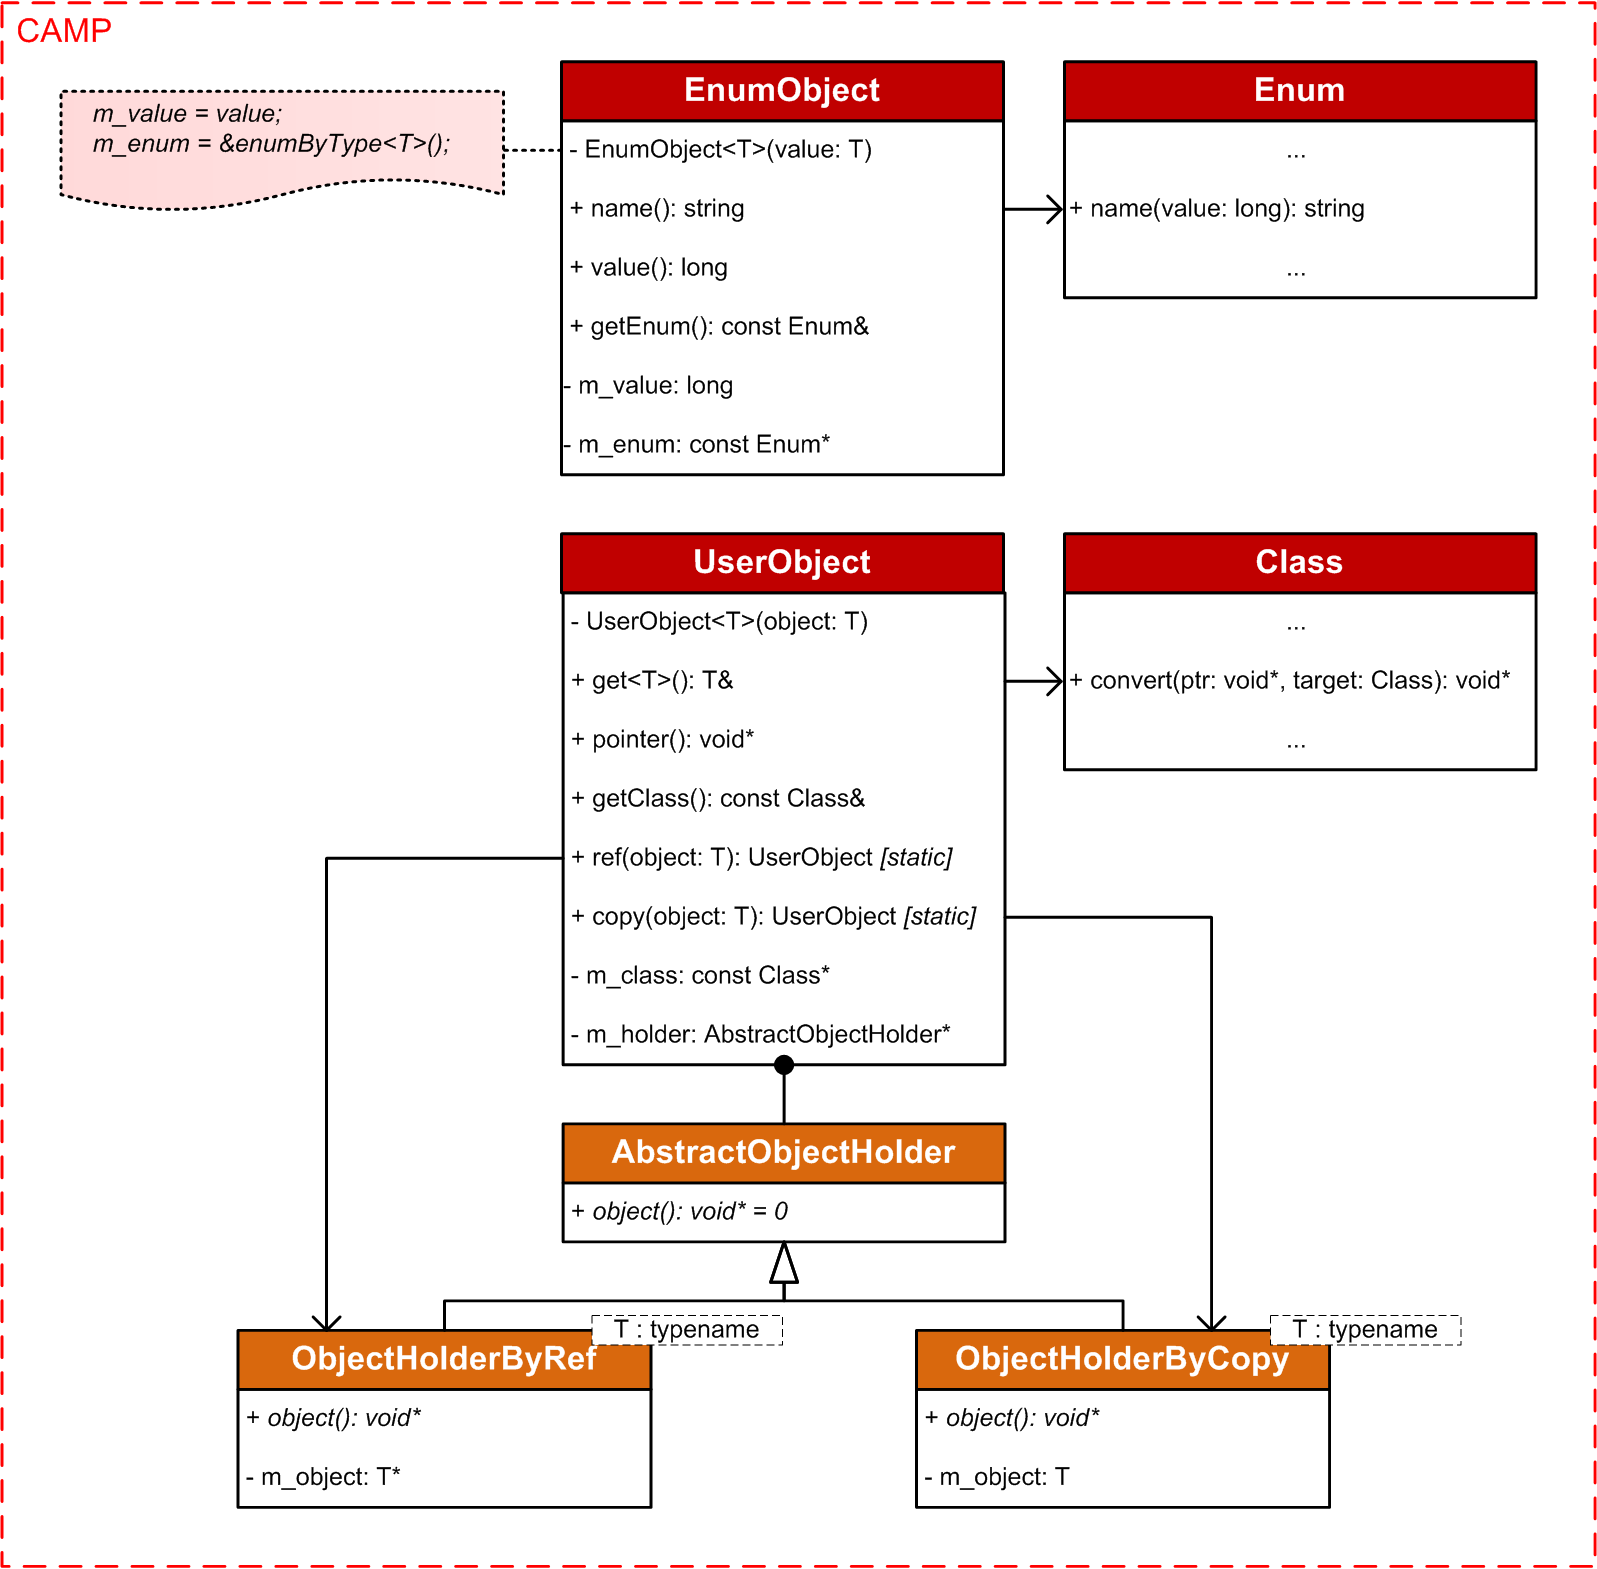 CAMP
m_value = value;
m_enum = &enumByType<T>();
EnumObject
- EnumObject<T>(value: T)
+ name(): string
+ value(): long
+ getEnum(): const Enum&
- m_value: long
- m_enum: const Enum*
Enum
...
+ name(value: long): string
...
UserObject
- UserObject<T>(object: T)
+ get<T>(): T&
+ pointer(): void*
+ getClass(): const Class&
+ ref(object: T): UserObject [static]
+ copy(object: T): UserObject [static]
- m_class: const Class*
- m_holder: AbstractObjectHolder*
Class
...
+ convert(ptr: void*, target: Class): void*
...
AbstractObjectHolder
+ object(): void* = 0
T : typename
ObjectHolderByRef
+ object(): void*
- m_object: T*
T : typename
ObjectHolderByCopy
+ object(): void*
- m_object: T